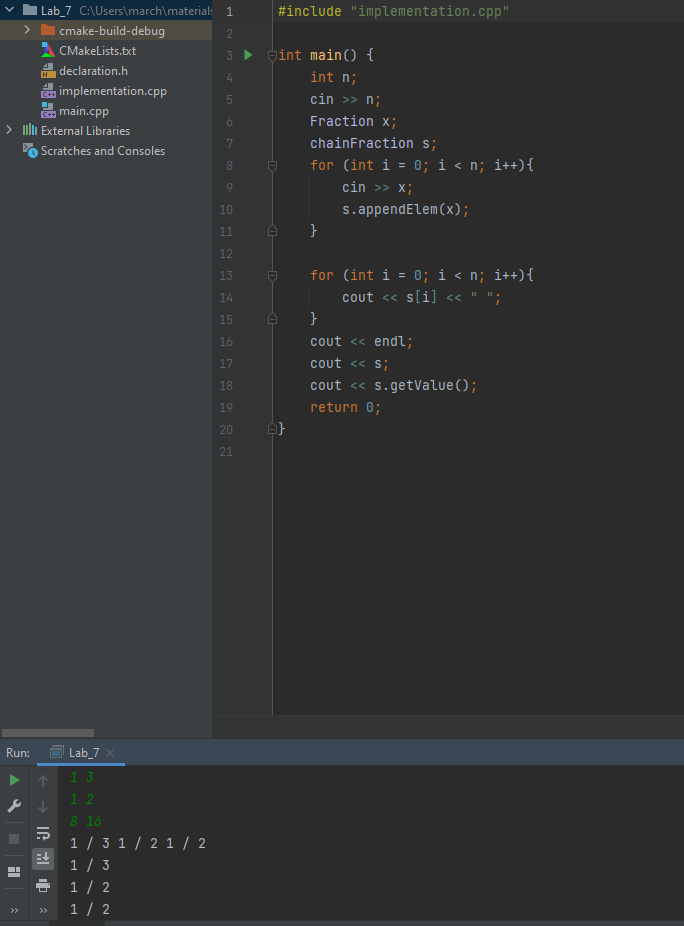 Lab_7 C:\Users\march\materials
cmake-build-debug
CMakeLists.txt
declaration.h
implementation.cpp
main.cpp
External Libraries
Scratches and Consoles
1 #include "implementation.cpp"
2
3 int main() {
4 int n;
5 cin >> n;
6 Fraction x;
7 chainFraction s;
8 for (int i = 0; i < n; i++){
9 cin >> x;
10 s.appendElem(x);
11 }
12
13 for (int i = 0; i < n; i++){
14 cout << s[i] << " ";
15 }
16 cout << endl;
17 cout << s;
18 cout << s.getValue();
19 return 0;
20 }
21
Run: Lab_7
1 3
1 2
8 16
1 / 3 1 / 2 1 / 2
1 / 3
1 / 2
1 / 2